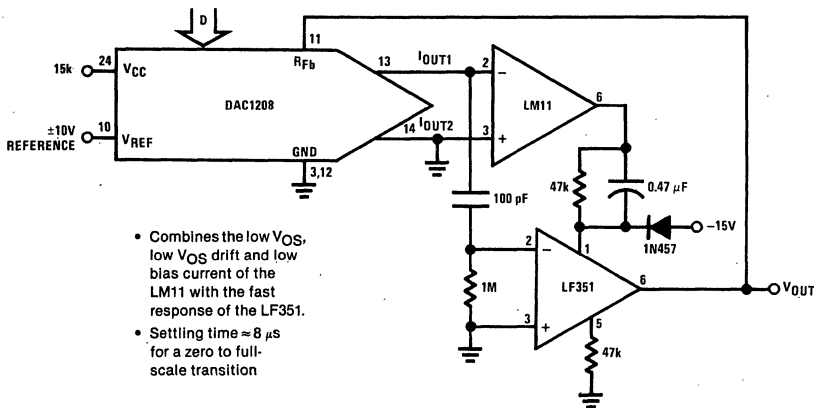 D
11
24
15k
VCC
RFb
13
IOUT1
2
−
6
LM11
DAC1208
±10V
REFERENCE
10
VREF
14
IOUT2
3
+
GND
3,12
47k
0.47 μF
100 pF
−15V
1N457
• Combines the low VOS,
low VOS drift and low
bias current of the
LM11 with the fast
response of the LF351.
• Settling time ≈ 8 μs
for a zero to full-
scale transition
2
−
1
1M
LF351
6
VOUT
3
+
5
47k